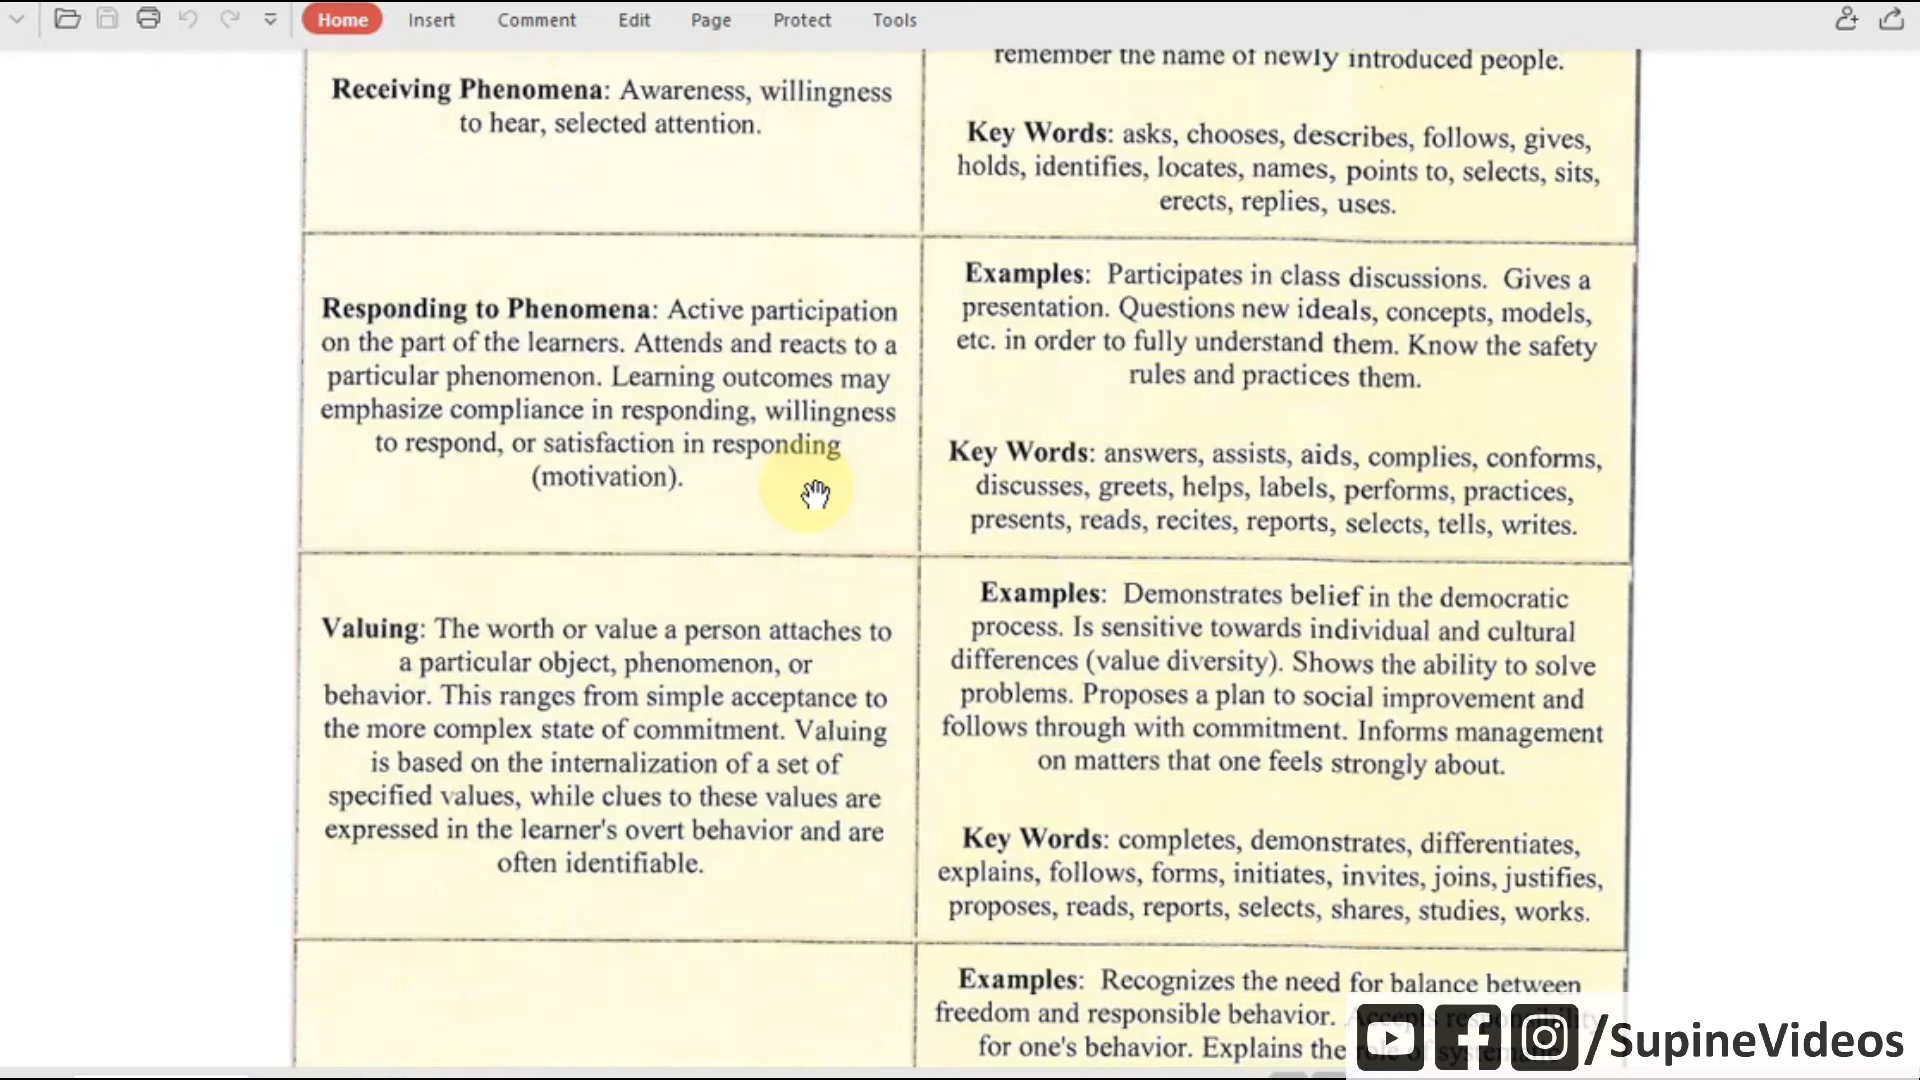 Home Insert Comment Edit Page Protect Tools
remember the name of newly introduced people.
Receiving Phenomena: Awareness, willingness
to hear, selected attention.
Key Words: asks, chooses, describes, follows, gives,
holds, identifies, locates, names, points to, selects, sits,
erects, replies, uses.
Responding to Phenomena: Active participation
on the part of the learners. Attends and reacts to a
particular phenomenon. Learning outcomes may
emphasize compliance in responding, willingness
to respond, or satisfaction in responding
(motivation).
Examples: Participates in class discussions. Gives a
presentation. Questions new ideals, concepts, models,
etc. in order to fully understand them. Know the safety
rules and practices them.
Key Words: answers, assists, aids, complies, conforms,
discusses, greets, helps, labels, performs, practices,
presents, reads, recites, reports, selects, tells, writes.
Valuing: The worth or value a person attaches to
a particular object, phenomenon, or
behavior. This ranges from simple acceptance to
the more complex state of commitment. Valuing
is based on the internalization of a set of
specified values, while clues to these values are
expressed in the learner's overt behavior and are
often identifiable.
Examples: Demonstrates belief in the democratic
process. Is sensitive towards individual and cultural
differences (value diversity). Shows the ability to solve
problems. Proposes a plan to social improvement and
follows through with commitment. Informs management
on matters that one feels strongly about.
Key Words: completes, demonstrates, differentiates,
explains, follows, forms, initiates, invites, joins, justifies,
proposes, reads, reports, selects, shares, studies, works.
Examples: Recognizes the need for balance between
freedom and responsible behavior. Accepts responsibility
for one's behavior. Explains the role of
/SupineVideos